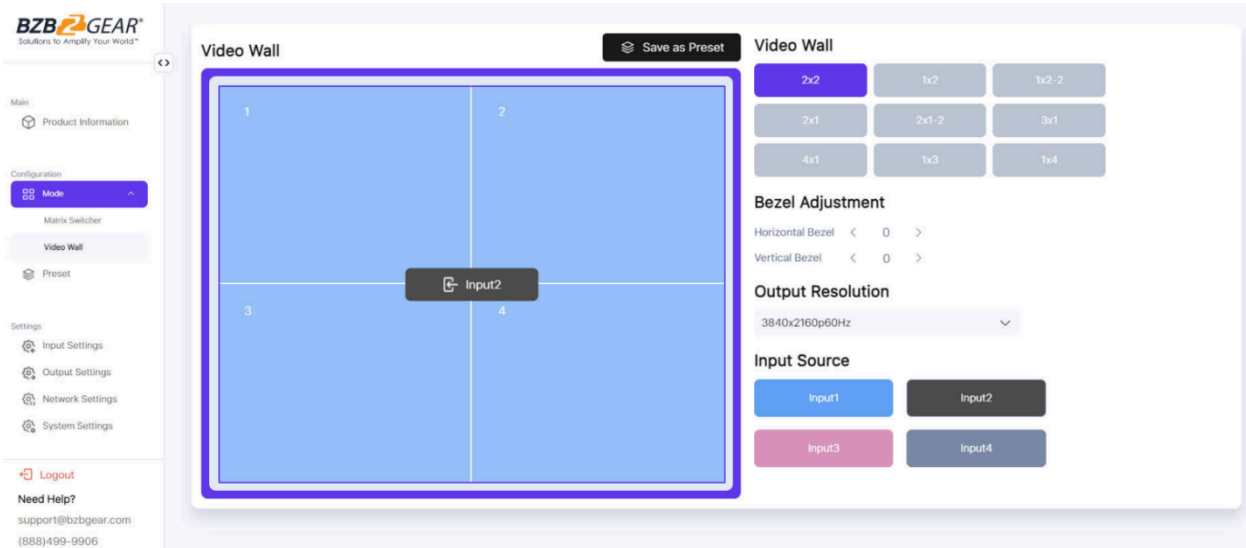 BZB GEAR®
Solutions to Amplify Your World®
Main
Product Information
Configuration
Mode
Matrix Switcher
Video Wall
Preset
Settings
Input Settings
Output Settings
Network Settings
System Settings
Logout
Need Help?
support@bzbgear.com
(888)499-9906
Video Wall
Save as Preset
1
2
Input2
3
4
Video Wall
2x2
1x2
1x2-2
2x1
2x1-2
3x1
4x1
1x3
1x4
Bezel Adjustment
Horizontal Bezel < 0 >
Vertical Bezel < 0 >
Output Resolution
3840x2160p60Hz
Input Source
Input1
Input2
Input3
Input4